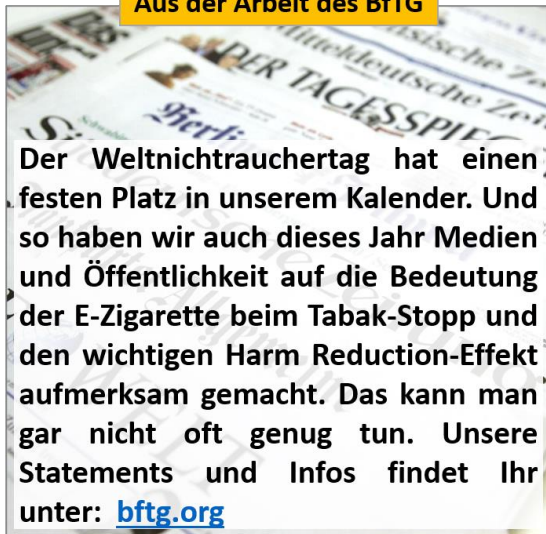 Aus der Arbeit des BfTG
Mitteldeutsche
DER TAGESSPIEG
Der Weltnichtrauchertag hat einen
festen Platz in unserem Kalender. Und
so haben wir auch dieses Jahr Medien
und Öffentlichkeit auf die Bedeutung
der E-Zigarette beim Tabak-Stopp und
den wichtigen Harm Reduction-Effekt
aufmerksam gemacht. Das kann man
gar nicht oft genug tun. Unsere
Statements und Infos findet Ihr
unter: bftg.org